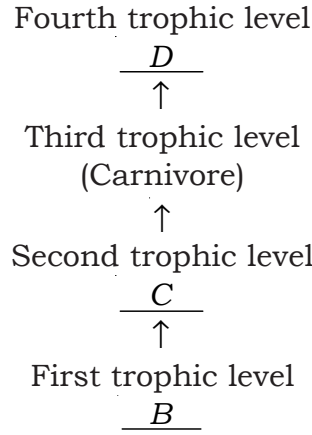 Fourth trophic level
D
↑
Third trophic level
(Carnivore)
↑
Second trophic level
C
↑
First trophic level
B